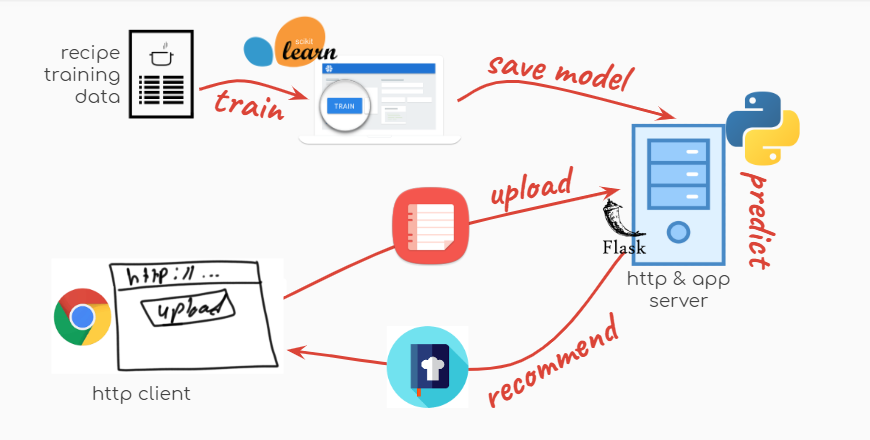 recipe
training
data
train
scikit
learn
TRAIN
save model
predict
upload
Flask
http & app
server
http://...
upload
http client
recommend